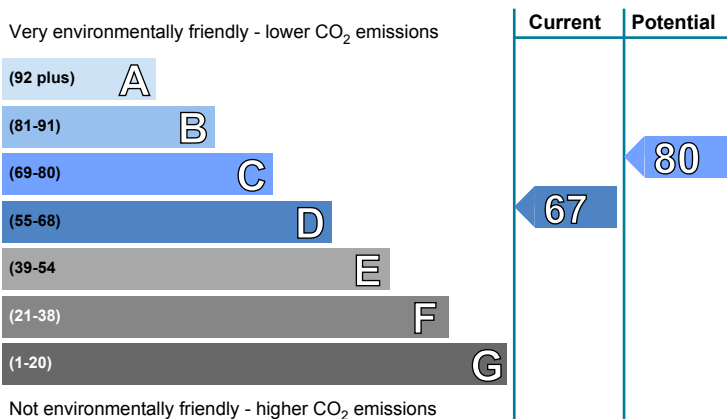 Very environmentally friendly - lower CO2 emissions
Current
Potential
(92 plus) A
(81-91) B
(69-80) C
(55-68) D
(39-54 E
(21-38) F
(1-20) G
67
80
Not environmentally friendly - higher CO2 emissions